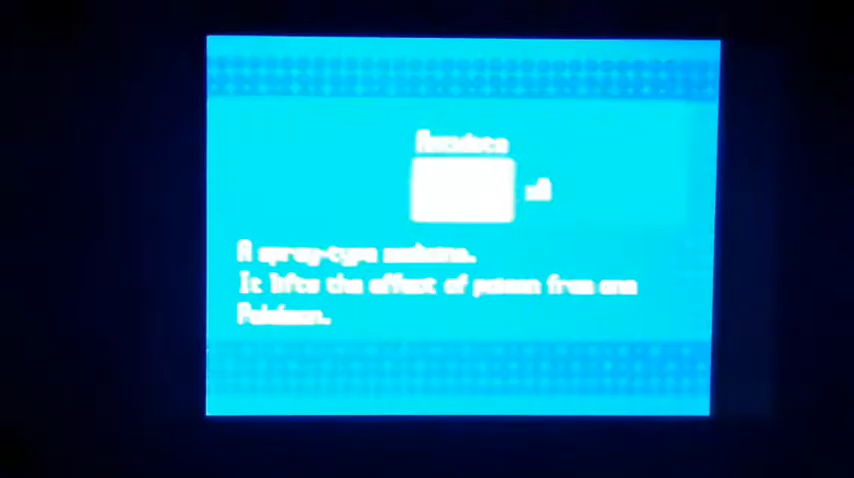 Antidote
A spray-type medicine.
It lifts the effect of poison from one
Pokémon.